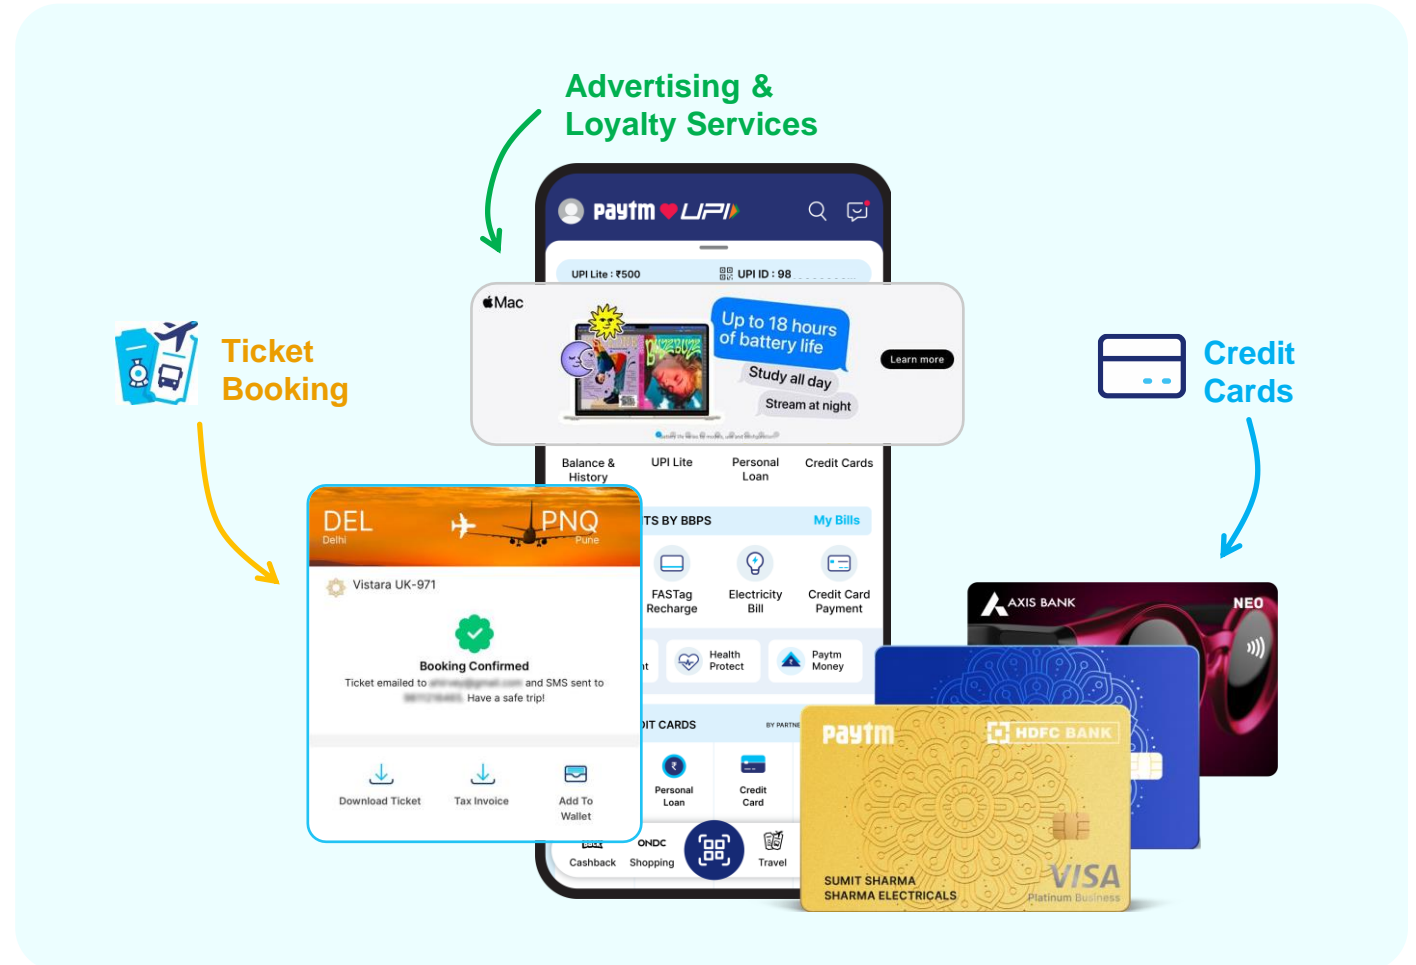 Advertising &
Loyalty Services
paytm UPI
UPI Lite : ₹500
UPI ID : 98
Mac
Up to 18 hours
of battery life
Study all day
Stream at night
Learn more
Ticket
Booking
Credit
Cards
Balance &
History
UPI Lite
Personal
Loan
Credit Cards
TS BY BBPS
My Bills
FASTag
Recharge
Electricity
Bill
Credit Card
Payment
Health
Protect
Paytm
Money
DIT CARDS
BY PARTNE
Personal
Loan
Credit
Card
Cashback
ONDC
Shopping
Travel
DEL
Delhi
PNQ
Pune
Vistara UK-971
Booking Confirmed
Ticket emailed to
and SMS sent to
Have a safe trip!
Download Ticket
Tax Invoice
Add To
Wallet
AXIS BANK
NEO
paytm
HDFC BANK
SUMIT SHARMA
SHARMA ELECTRICALS
VISA
Platinum Business